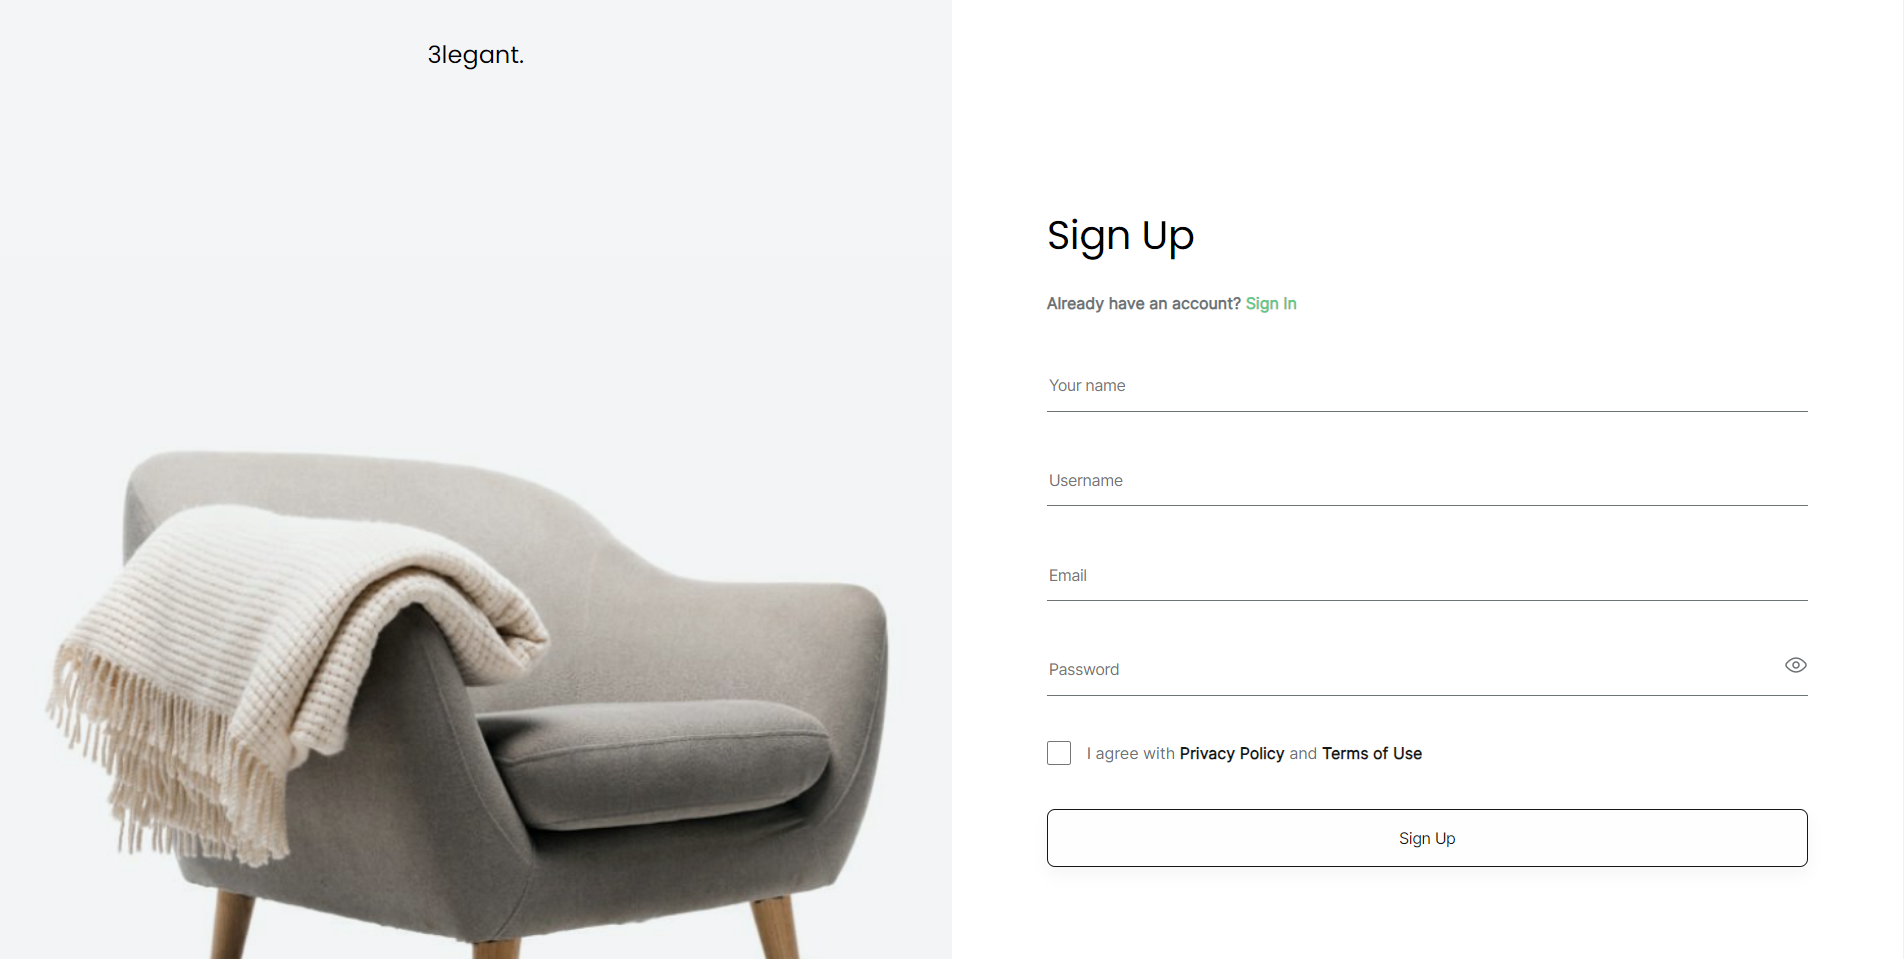 3legant.
Sign Up
Already have an account? Sign In
Your name
Username
Email
Password
I agree with Privacy Policy and Terms of Use
Sign Up